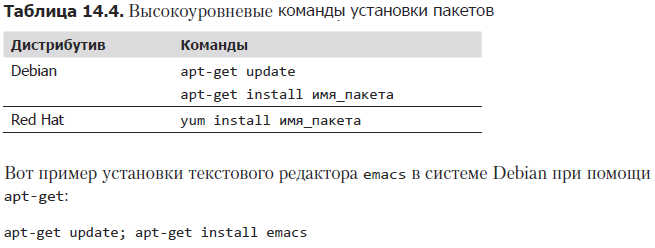 Таблица 14.4. Высокоуровневые команды установки пакетов
Дистрибутив Команды
Debian apt-get update
apt-get install имя_пакета
Red Hat yum install имя_пакета
Вот пример установки текстового редактора emacs в системе Debian при помощи
apt-get:
apt-get update; apt-get install emacs